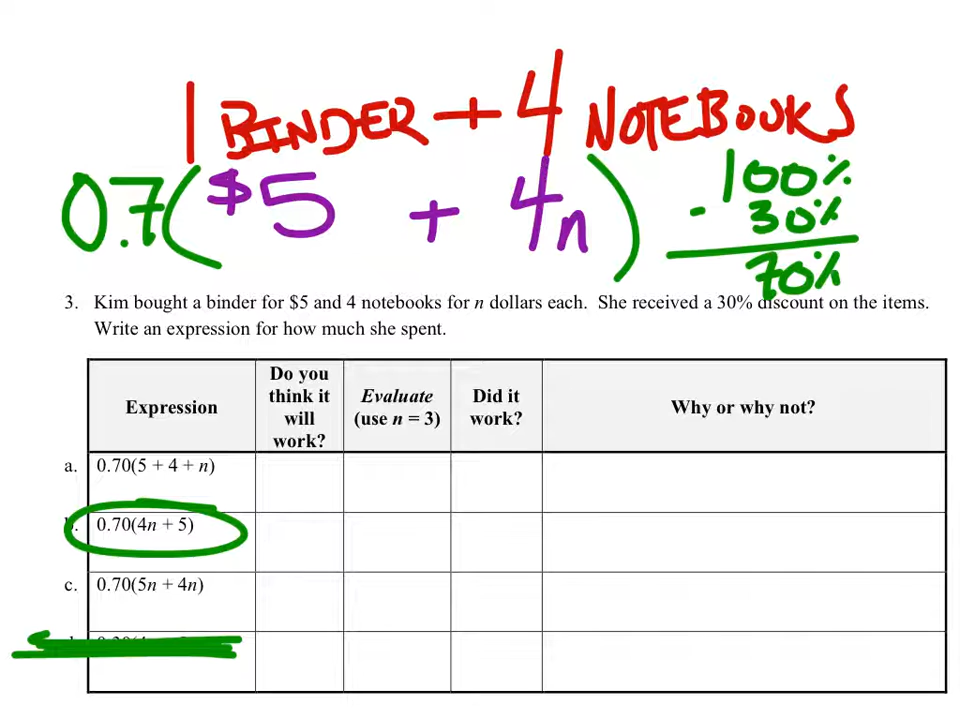 1 BINDER + 4 NOTEBOOKS
0.7($5 + 4n)
100%
- 30%
70%
3. Kim bought a binder for $5 and 4 notebooks for n dollars each. She received a 30% discount on the items.
Write an expression for how much she spent.
Expression
Do you
think it
will
work?
Evaluate
(use n = 3)
Did it
work?
Why or why not?
a. 0.70(5 + 4 + n)
b. 0.70(4n + 5)
c. 0.70(5n + 4n)